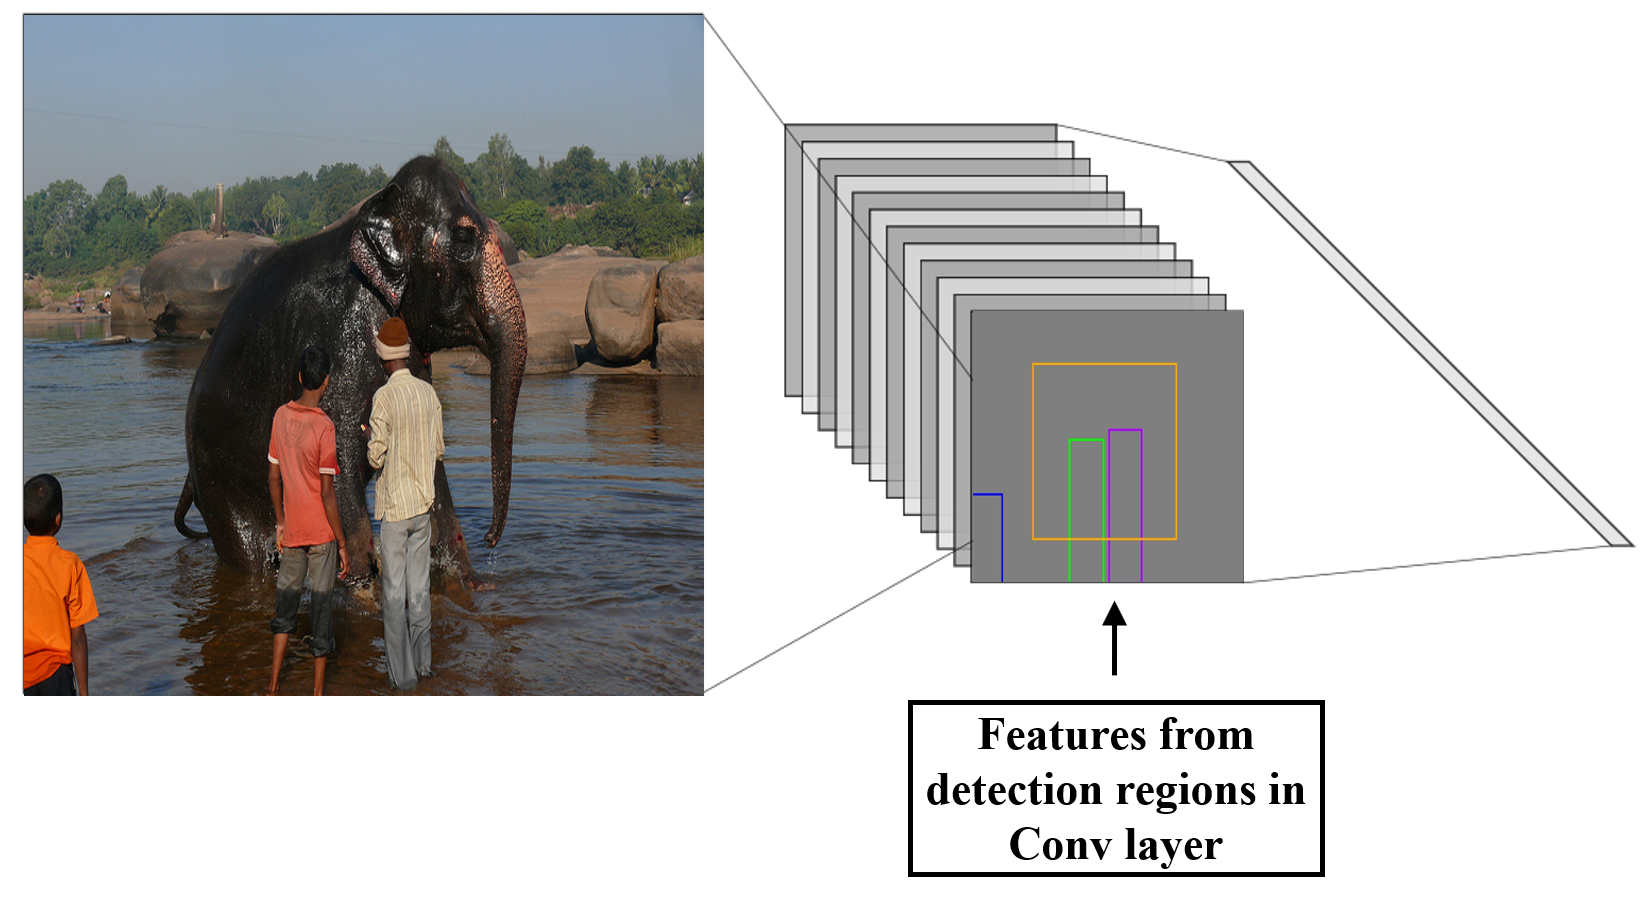 Features from
detection regions in
Conv layer